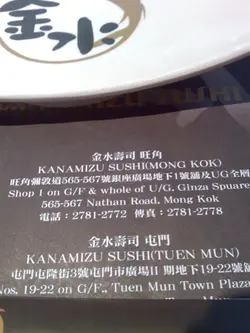 金水
金水壽司 旺角
KANAMIZU SUSHI(MONG KOK)
旺角彌敦道565-567號銀座廣場地下1號舖及UG全層
Shop 1 on G/F & whole of U/G, Ginza Spuare
565-567 Nathan Road, Mong Kok
電話：2781-2772 傳真：2781-2778
金水壽司 屯門
KANAMIZU SUSHI(TUEN MUN)
屯門屯隆街3號屯門市廣場II 期地下19-22號
Nos. 19-22 on G/F., Tuen Mun Town Plaza